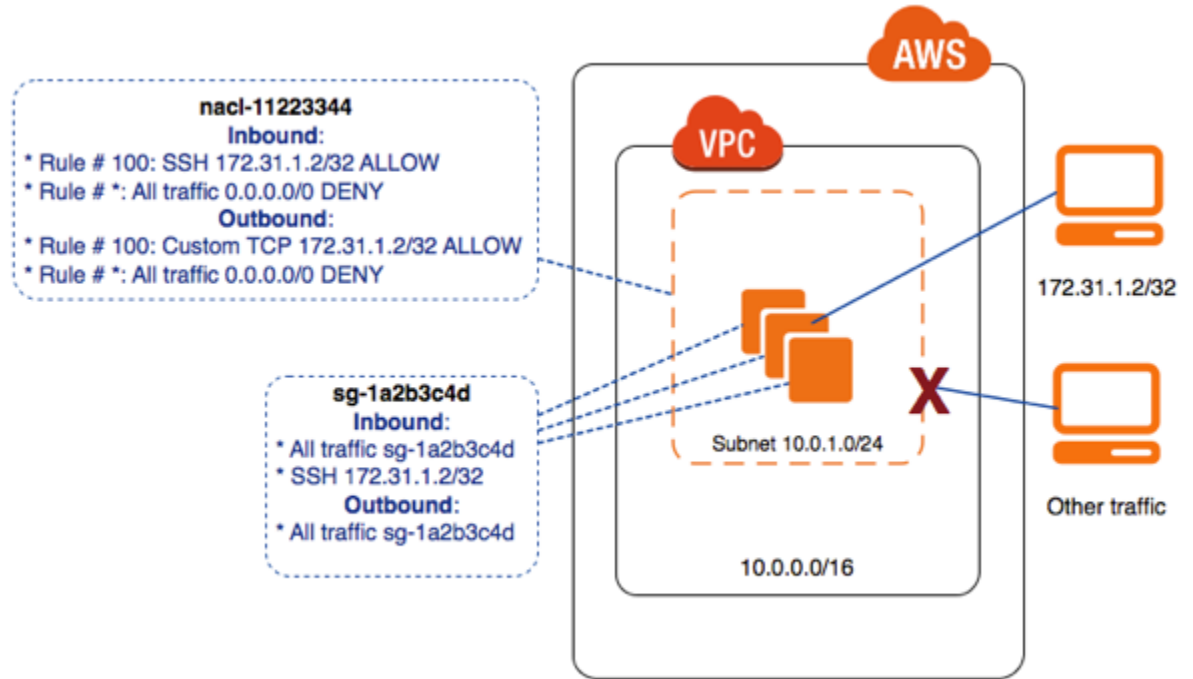 AWS
nacl-11223344
Inbound:
* Rule # 100: SSH 172.31.1.2/32 ALLOW
* Rule # *: All traffic 0.0.0.0/0 DENY
Outbound:
* Rule # 100: Custom TCP 172.31.1.2/32 ALLOW
* Rule # *: All traffic 0.0.0.0/0 DENY
VPC
172.31.1.2/32
sg-1a2b3c4d
Inbound:
* All traffic sg-1a2b3c4d
* SSH 172.31.1.2/32
Outbound:
* All traffic sg-1a2b3c4d
X
Subnet 10.0.1.0/24
Other traffic
10.0.0.0/16